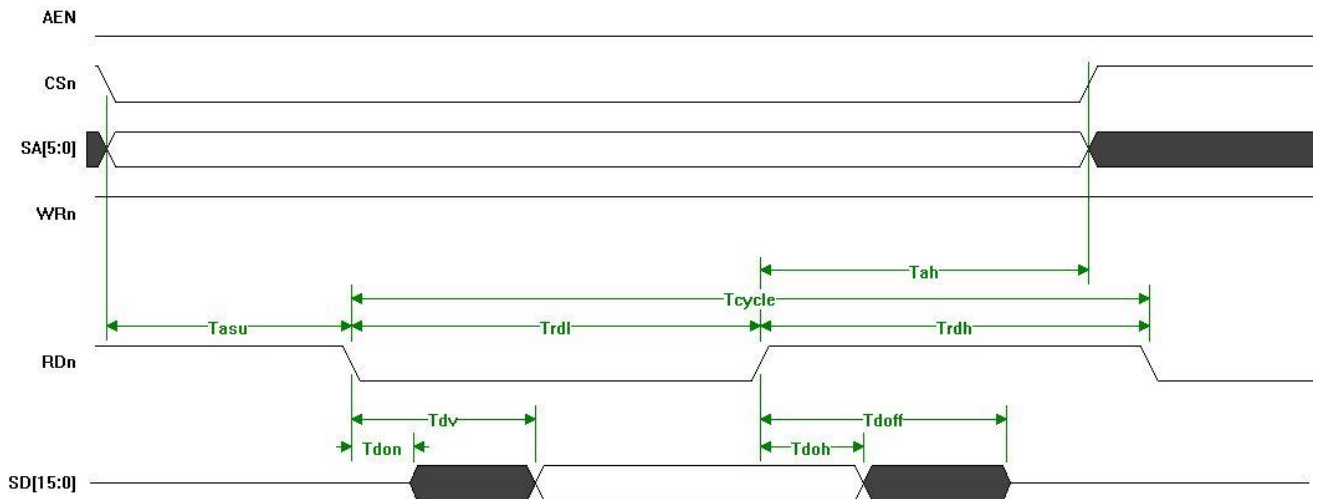 AEN
CSn
SA[5:0]
WRn
Tah
Tcycle
Tasu Trdl Trdh
RDn
Tdv Tdoff
Tdon Tdoh
SD[15:0]